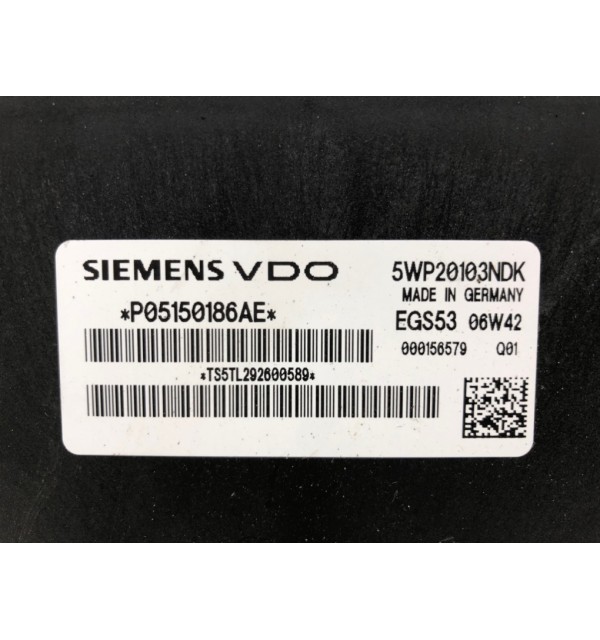 SIEMENS VDO 5WP20103NDK
MADE IN GERMANY
*P05150186AE* EGS53 06W42
000156579 Q01
*TS5TL292600589*